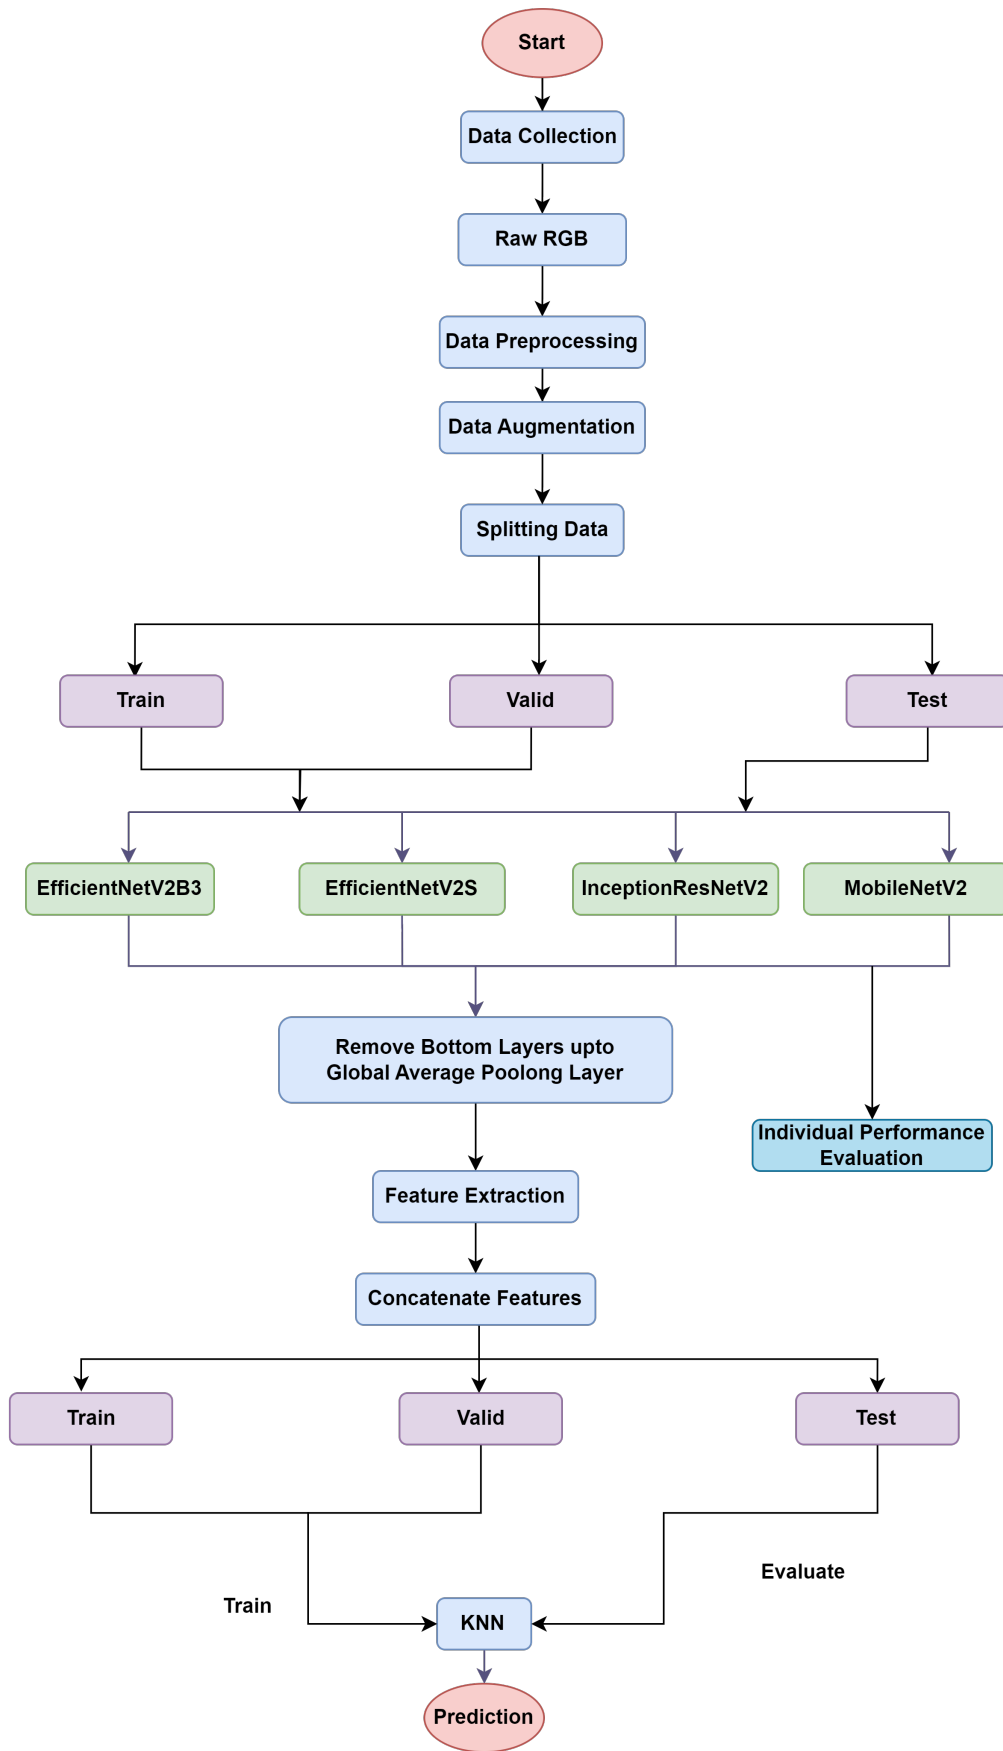 Start
Data Collection
Raw RGB
Data Preprocessing
Data Augmentation
Splitting Data
Train
Valid
Test
EfficientNetV2B3
EfficientNetV2S
InceptionResNetV2
MobileNetV2
Remove Bottom Layers upto
Global Average Poolong Layer
Individual Performance
Evaluation
Feature Extraction
Concatenate Features
Train
Valid
Test
Evaluate
Train
KNN
Prediction